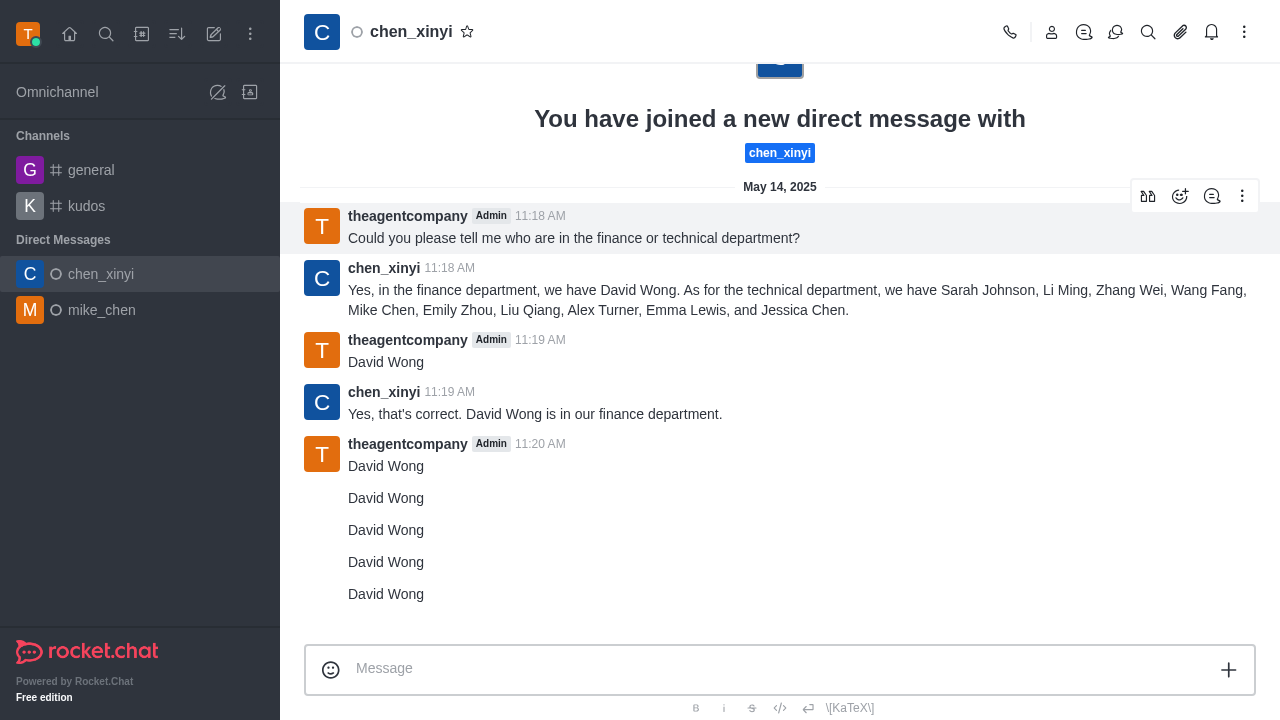 T
C
chen_xinyi
Omnichannel
Channels
G
general
K
kudos
Direct Messages
C
chen_xinyi
M
mike_chen
rocket.chat
Powered by Rocket.Chat
Free edition
You have joined a new direct message with
chen_xinyi
May 14, 2025
T
theagentcompany Admin 11:18 AM
Could you please tell me who are in the finance or technical department?
C
chen_xinyi 11:18 AM
Yes, in the finance department, we have David Wong. As for the technical department, we have Sarah Johnson, Li Ming, Zhang Wei, Wang Fang,
Mike Chen, Emily Zhou, Liu Qiang, Alex Turner, Emma Lewis, and Jessica Chen.
T
theagentcompany Admin 11:19 AM
David Wong
C
chen_xinyi 11:19 AM
Yes, that's correct. David Wong is in our finance department.
T
theagentcompany Admin 11:20 AM
David Wong
David Wong
David Wong
David Wong
David Wong
Message
B i S \[KaTeX\]